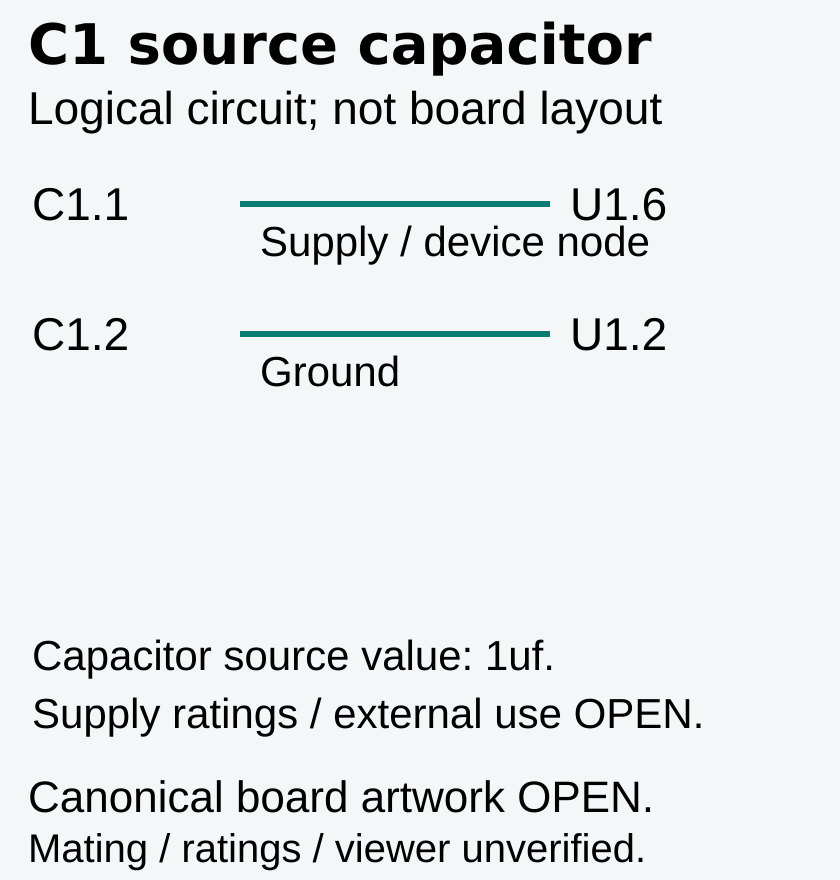 C1 source capacitor
Logical circuit; not board layout
C1.1 U1.6
Supply / device node
C1.2 U1.2
Ground
Capacitor source value: 1uf.
Supply ratings / external use OPEN.
Canonical board artwork OPEN.
Mating / ratings / viewer unverified.